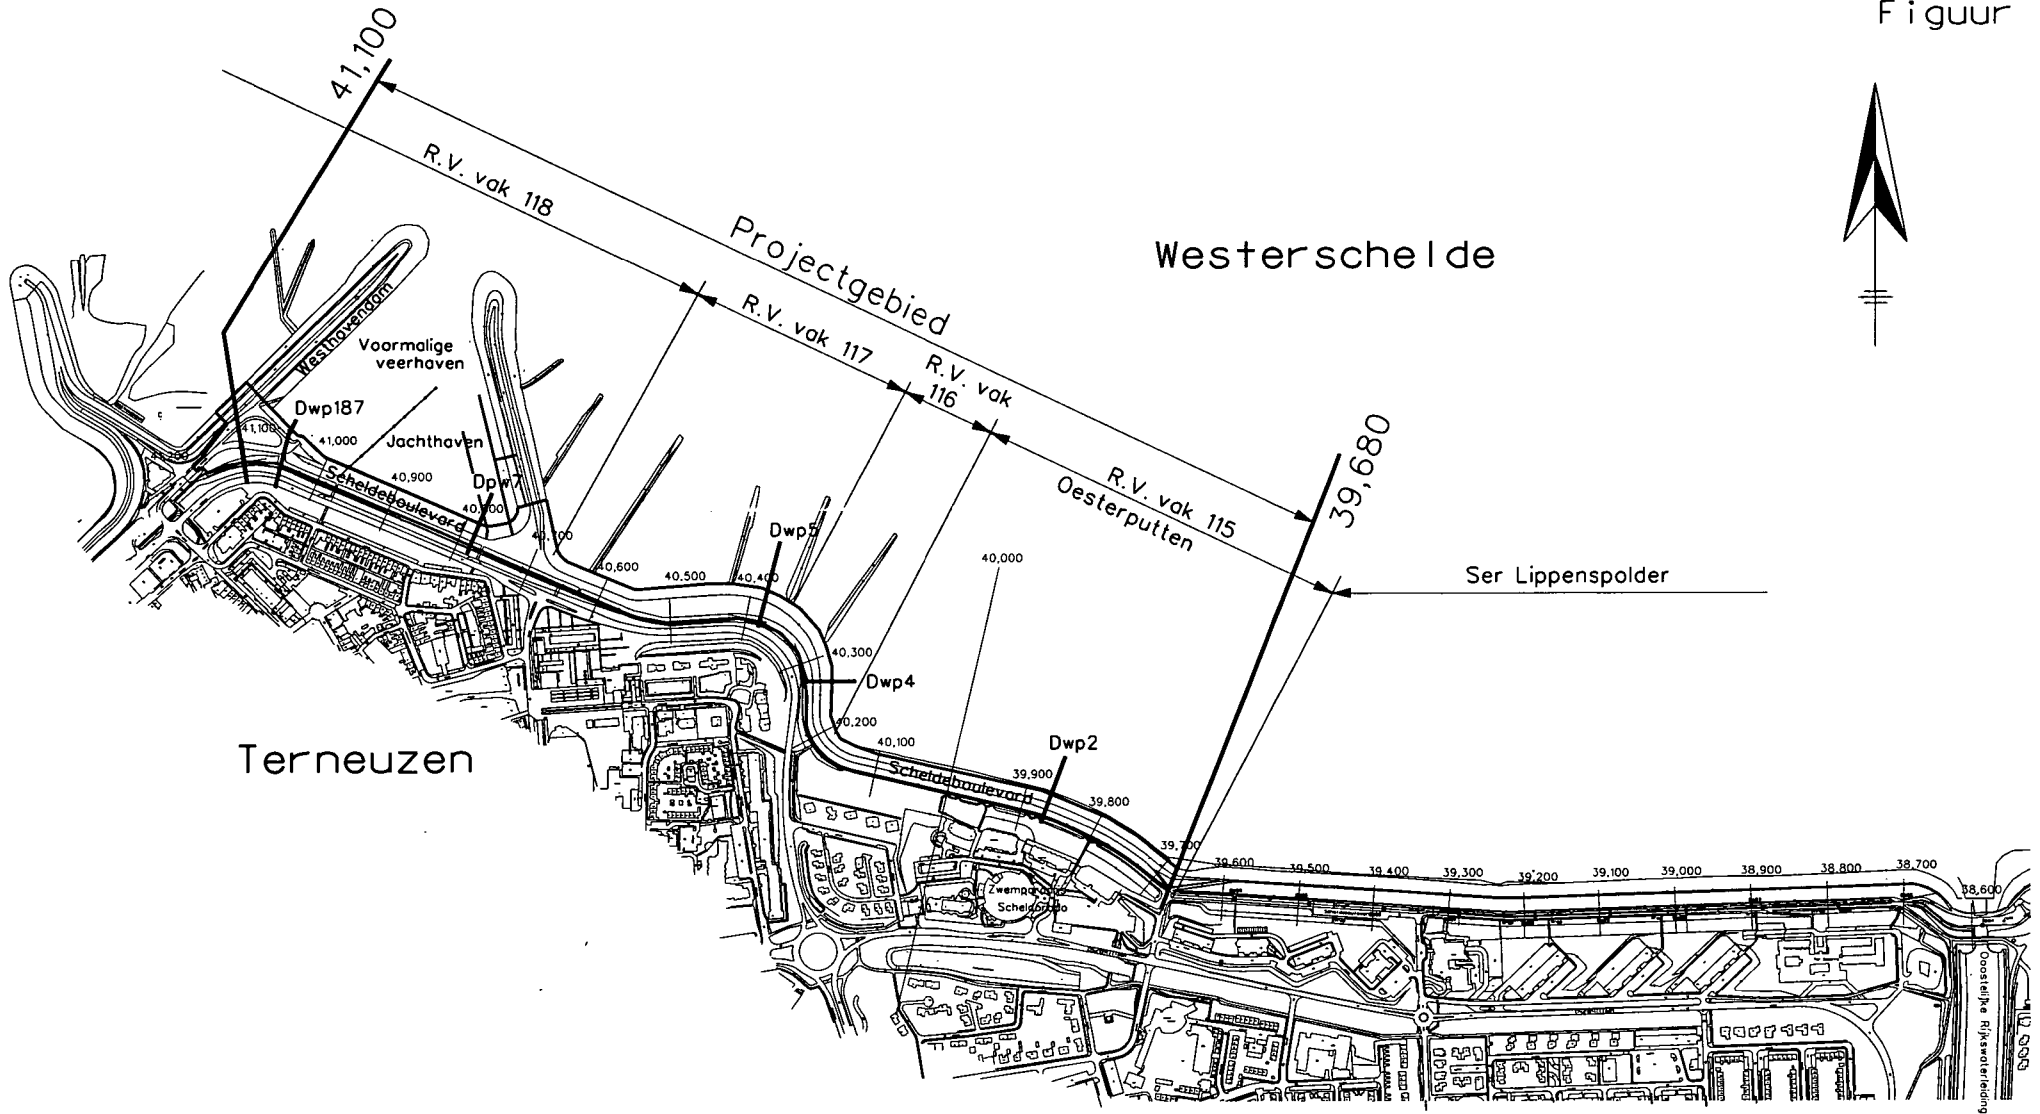 Figuur
41,100
R.V. vak 118
Projectgebied
Westerschelde
R.V. vak 117
R.V. vak
116
39,680
R.V. vak 115
Oesterputten
Ser Lippenspolder
Westhavendam
Voormalige
veerhaven
Dwp187
41,100
41,000
Jachthaven
40,900
Scheldeboulevard
Dpw7
40,700
Dwp5
40,600
40,500
40,400
40,000
40,300
Dwp4
40,200
40,100
Terneuzen
Dwp2
Scheldeboulevard
39,900
39,800
39,700
39,600
39,500
39,400
39,300
39,200
39,100
39,000
38,900
38,800
38,700
38,600
Scheldorado
Ooostelijke Rijkswaterleiding